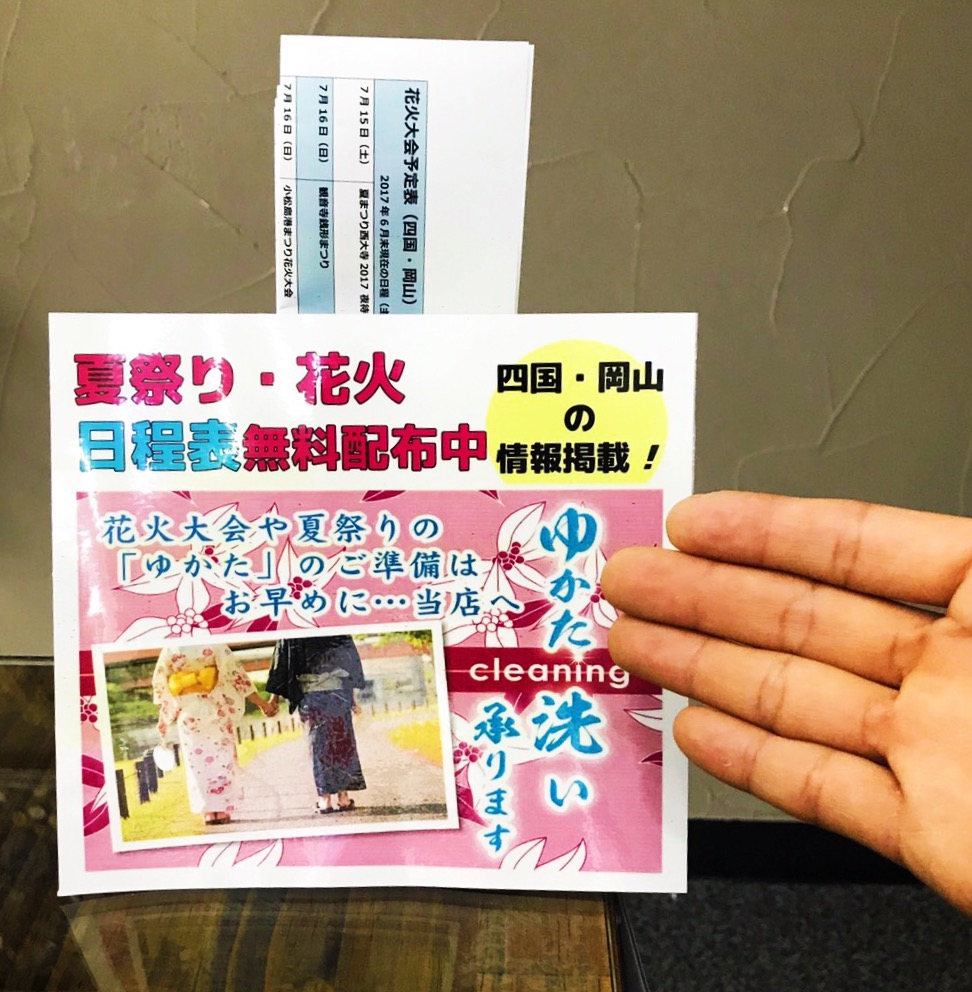 花火大会予定表（四国・岡山）
2017年6月末現在の日程（
7月15日（土） 夏まつり西大寺2017 夜
7月16日（日） 観音寺銭形まつり
7月16日（日） 小松島港まつり花火大会
夏祭り・花火
日程表無料配布中
四国・岡山
の
情報掲載！
花火大会や夏祭りの
「ゆかた」のご準備は
お早めに…当店へ
ゆかた洗い
cleaning
承ります